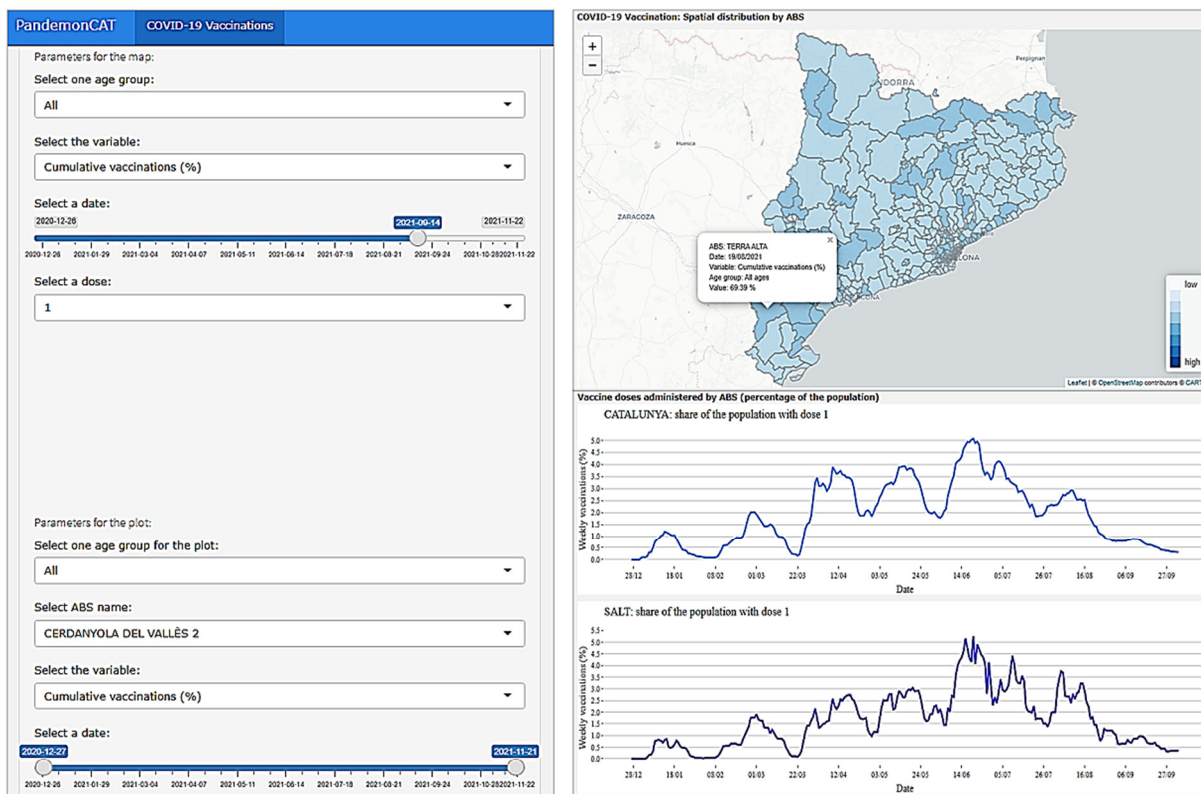 PandemonCAT COVID-19 Vaccinations
Parameters for the map:
Select one age group:
All
Select the variable:
Cumulative vaccinations (%)
Select a date:
2020-12-26 2021-09-14 2021-11-22
2020-12-26 2021-01-29 2021-03-04 2021-04-07 2021-05-11 2021-06-14 2021-07-18 2021-08-21 2021-09-24 2021-10-28 2021-11-22
Select a dose:
1
Parameters for the plot:
Select one age group for the plot:
All
Select ABS name:
CERDANYOLA DEL VALLÈS 2
Select the variable:
Cumulative vaccinations (%)
Select a date:
2020-12-27 2021-11-21
2020-12-26 2021-01-29 2021-03-04 2021-04-07 2021-05-11 2021-06-14 2021-07-18 2021-08-21 2021-09-24 2021-10-28 2021-11-22
COVID-19 Vaccination: Spatial distribution by ABS
+
−
Perpignan
NDORRA
Huesca
ZARAGOZA
ABS: TERRA ALTA
Date: 19/08/2021
Variable: Cumulative vaccinations (%)
Age group: All ages
Value: 69.39 %
×
LONA
ONA
low
high
Leaflet | © OpenStreetMap contributors © CART
Vaccine doses administered by ABS (percentage of the population)
CATALUNYA: share of the population with dose 1
Weekly vaccinations (%)
5.0
4.5
4.0
3.5
3.0
2.5
2.0
1.5
1.0
0.5
0.0
28/12 18/01 08/02 01/03 22/03 12/04 03/05 24/05 14/06 05/07 26/07 16/08 06/09 27/09
Date
SALT: share of the population with dose 1
Weekly vaccinations (%)
5.5
5.0
4.5
4.0
3.5
3.0
2.5
2.0
1.5
1.0
0.5
0.0
28/12 18/01 08/02 01/03 22/03 12/04 03/05 24/05 14/06 05/07 26/07 16/08 06/09 27/09
Date